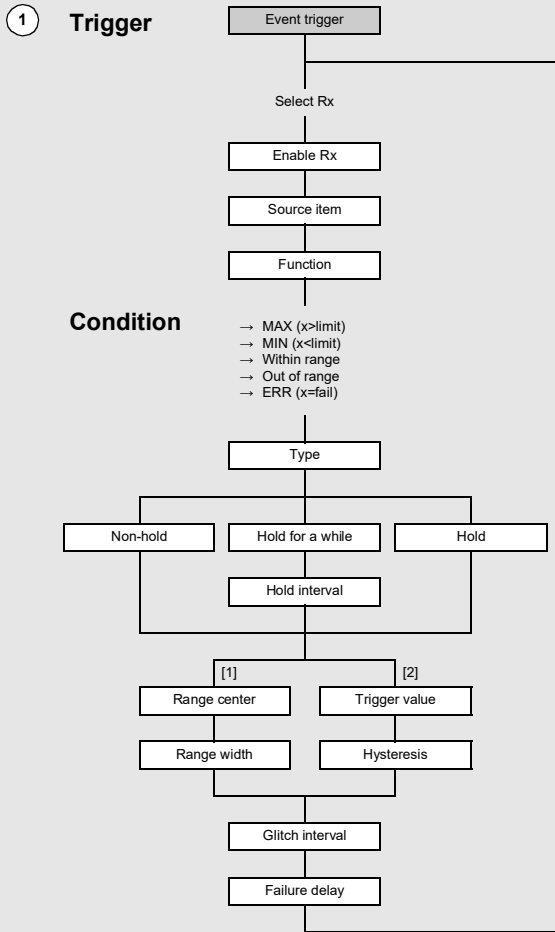 1 Trigger Event trigger
Select Rx
Enable Rx
Source item
Function
Condition
→ MAX (x>limit)
→ MIN (x<limit)
→ Within range
→ Out of range
→ ERR (x=fail)
Type
Non-hold Hold for a while Hold
Hold interval
[1] [2]
Range center Trigger value
Range width Hysteresis
Glitch interval
Failure delay